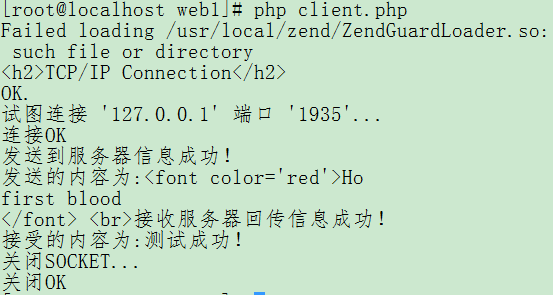 [root@localhost web1]# php client.php
Failed loading /usr/local/zend/ZendGuardLoader.so:
 such file or directory
<h2>TCP/IP Connection</h2>
OK.
试图连接 '127.0.0.1' 端口 '1935'...
连接OK
发送到服务器信息成功！
发送的内容为:<font color='red'>Ho
first blood
</font> <br>接收服务器回传信息成功！
接受的内容为:测试成功！
关闭SOCKET...
关闭OK